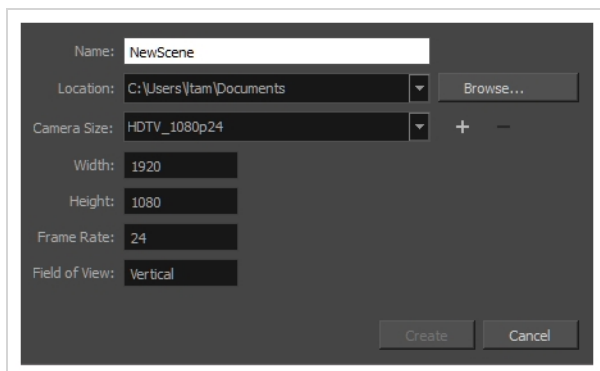 Name: NewScene
Location: C:\Users\ltam\Documents Browse...
Camera Size: HDTV_1080p24 + −
Width: 1920
Height: 1080
Frame Rate: 24
Field of View: Vertical
Create Cancel